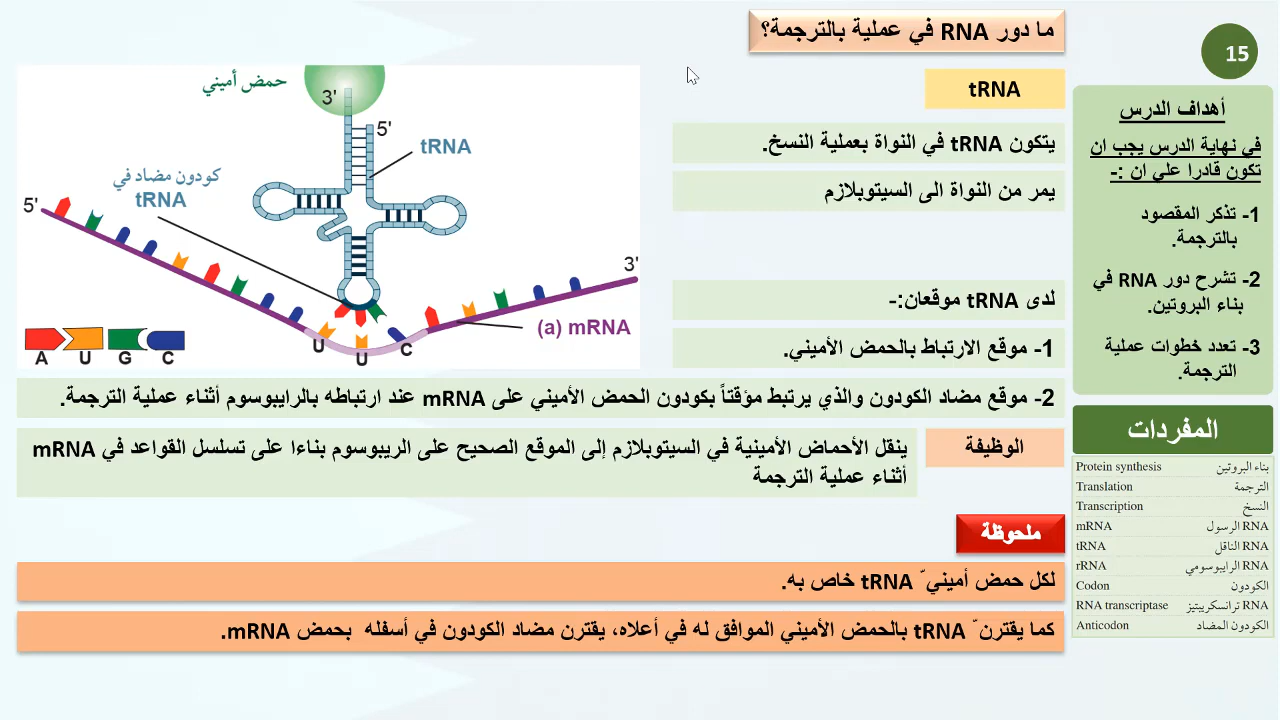 ما دور RNA في عملية بالترجمة؟
15
tRNA
يتكون tRNA في النواة بعملية النسخ.
يمر من النواة الى السيتوبلازم
لدى tRNA موقعان:-
1- موقع الارتباط بالحمض الأميني.
2- موقع مضاد الكودون والذي يرتبط مؤقتاً بكودون الحمض الأميني على mRNA عند ارتباطه بالرايبوسوم أثناء عملية الترجمة.
الوظيفة
ينقل الأحماض الأمينية في السيتوبلازم إلى الموقع الصحيح على الريبوسوم بناءا على تسلسل القواعد في mRNA
أثناء عملية الترجمة
ملحوظة
لكل حمض أمينيّ tRNA خاص به.
كما يقترنّ tRNA بالحمض الأميني الموافق له في أعلاه، يقترن مضاد الكودون في أسفله بحمض mRNA.
حمض أميني
3'
5'
tRNA
كودون مضاد في
tRNA
5'
3'
(a) mRNA
U
U
C
A U G C
أهداف الدرس
في نهاية الدرس يجب ان
تكون قادرا علي ان :-
1- تذكر المقصود
بالترجمة.
2- تشرح دور RNA في
بناء البروتين.
3- تعدد خطوات عملية
الترجمة.
المفردات
Protein synthesis بناء البروتين
Translation الترجمة
Transcription النسخ
mRNA RNA الرسول
tRNA RNA الناقل
rRNA RNA الرايبوسومي
Codon الكودون
RNA transcriptase RNA ترانسكريبتيز
Anticodon الكودون المضاد